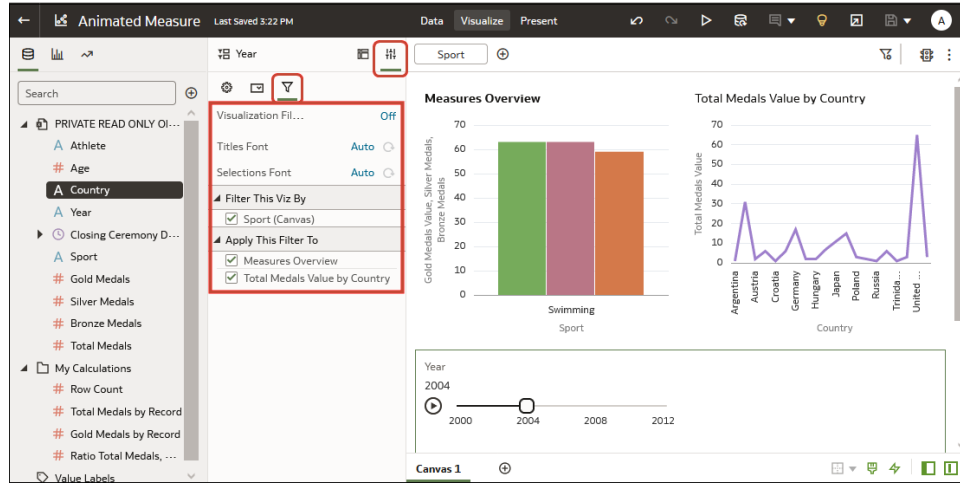 Animated Measure Last Saved 3:22 PM Data Visualize Present A
Year
Sport
Search
PRIVATE READ ONLY Ol...
A Athlete
# Age
A Country
A Year
Closing Ceremony D...
A Sport
# Gold Medals
# Silver Medals
# Bronze Medals
# Total Medals
My Calculations
# Row Count
# Total Medals by Record
# Gold Medals by Record
# Ratio Total Medals, ...
Value Labels
Visualization Fil... Off
Titles Font Auto
Selections Font Auto
Filter This Viz By
Sport (Canvas)
Apply This Filter To
Measures Overview
Total Medals Value by Country
Measures Overview
Gold Medals Value, Silver Medals,
Bronze Medals
70
60
50
40
30
20
10
0
Swimming
Sport
Total Medals Value by Country
Total Medals Value
70
60
50
40
30
20
10
0
Argentina
Austria
Croatia
Germany
Hungary
Japan
Poland
Russia
Trinida...
United ...
Country
Year
2004
2000 2004 2008 2012
Canvas 1